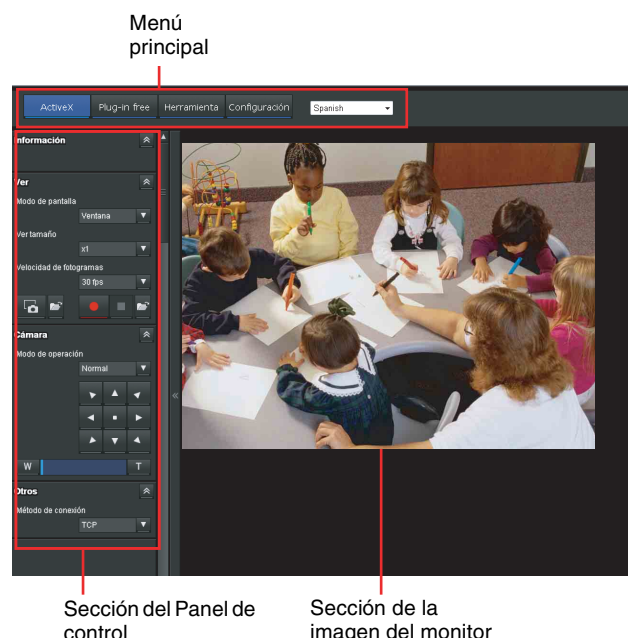 Menú
principal
ActiveX Plug-in free Herramienta Configuración Spanish
Información
Ver
Modo de pantalla
Ventana
Ver tamaño
x1
Velocidad de fotogramas
30 fps
Cámara
Modo de operación
Normal
W T
Otros
Método de conexión
TCP
Sección del Panel de
control
Sección de la
imagen del monitor